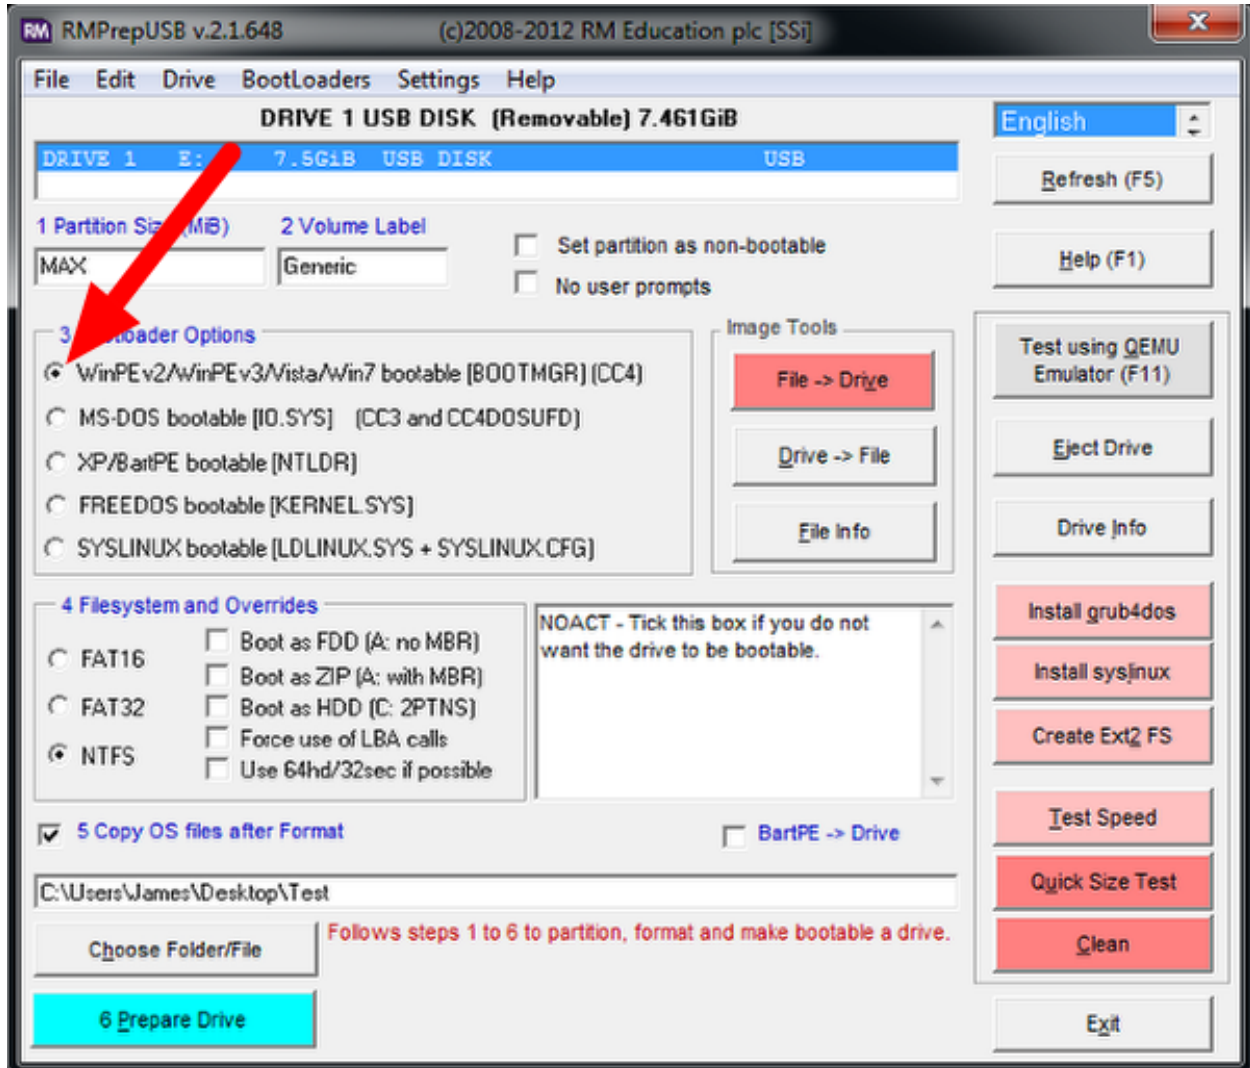 RM RMPrepUSB v.2.1.648 (c)2008-2012 RM Education plc [SSi]
File Edit Drive BootLoaders Settings Help
DRIVE 1 USB DISK (Removable) 7.461GiB
English
DRIVE 1 E: 7.5GiB USB DISK USB
Refresh (F5)
1 Partition Siz (MiB) 2 Volume Label
MAX Generic
Set partition as non-bootable
No user prompts
Help (F1)
3 otloader Options
WinPEv2/WinPEv3/Vista/Win7 bootable [BOOTMGR] (CC4)
MS-DOS bootable [IO.SYS] (CC3 and CC4DOSUFD)
XP/BartPE bootable [NTLDR]
FREEDOS bootable [KERNEL.SYS]
SYSLINUX bootable [LDLINUX.SYS + SYSLINUX.CFG]
Image Tools
File -> Drive
Drive -> File
File Info
Test using QEMU
Emulator (F11)
Eject Drive
Drive Info
4 Filesystem and Overrides
FAT16
FAT32
NTFS
Boot as FDD (A: no MBR)
Boot as ZIP (A: with MBR)
Boot as HDD (C: 2PTNS)
Force use of LBA calls
Use 64hd/32sec if possible
NOACT - Tick this box if you do not
want the drive to be bootable.
Install grub4dos
Install syslinux
Create Ext2 FS
Test Speed
Quick Size Test
Clean
5 Copy OS files after Format
BartPE -> Drive
C:\Users\James\Desktop\Test
Choose Folder/File
Follows steps 1 to 6 to partition, format and make bootable a drive.
6 Prepare Drive
Exit